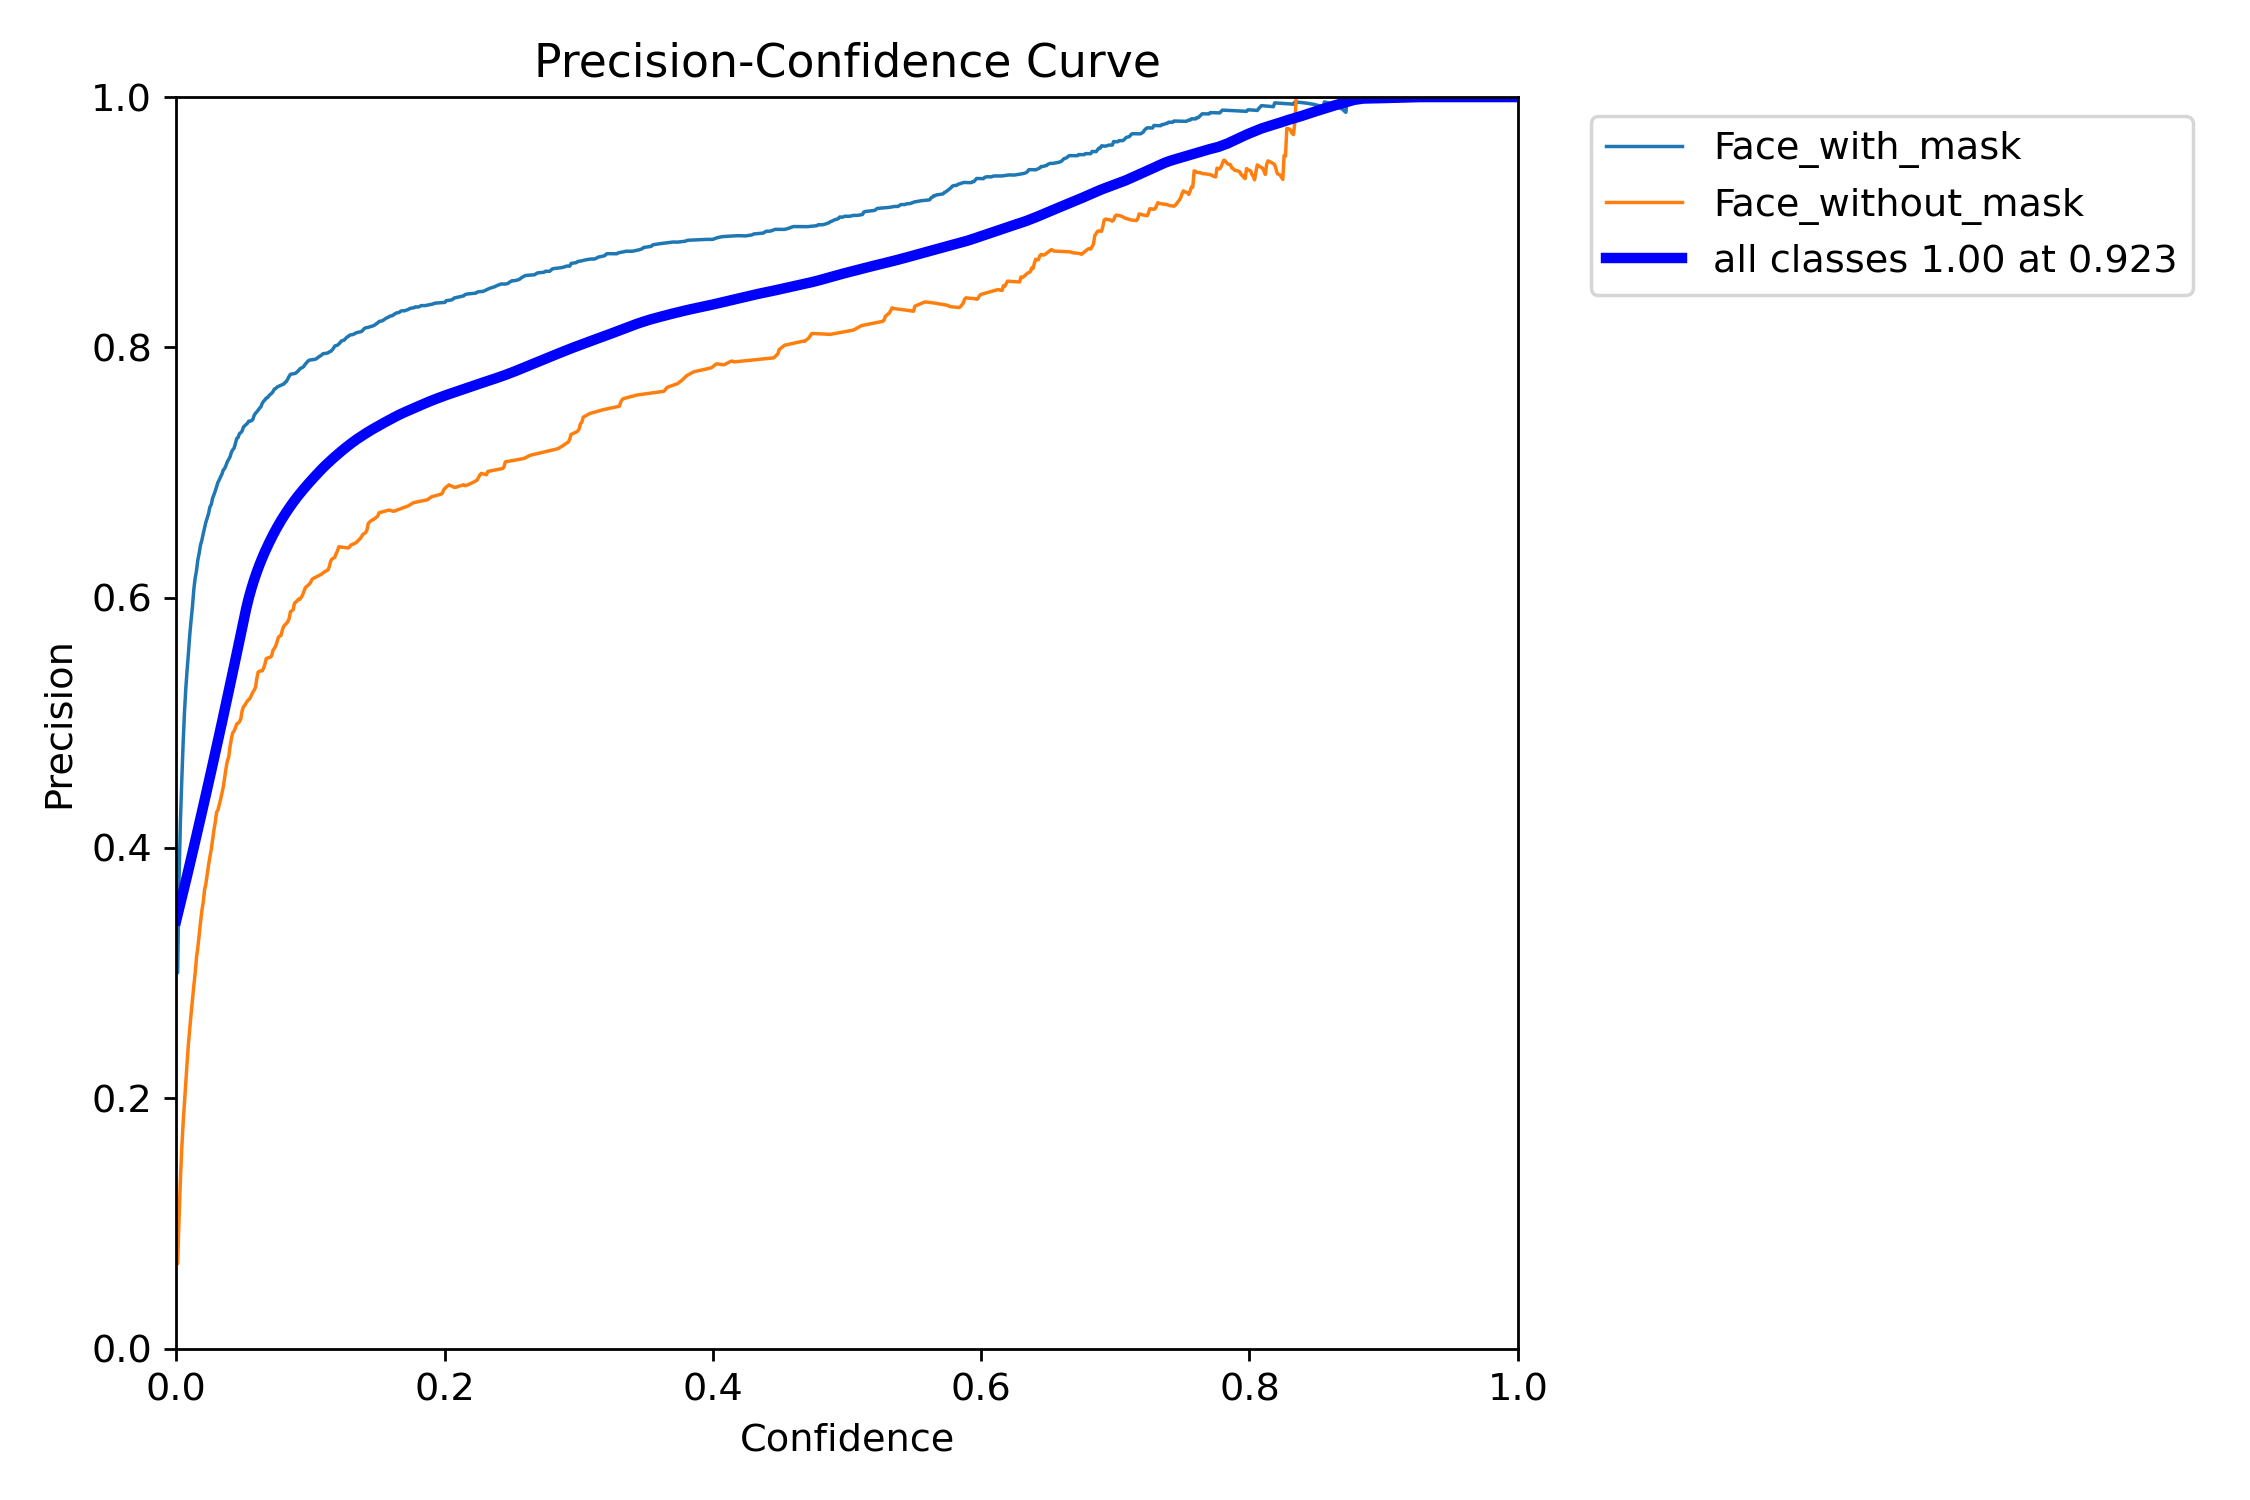 Precision-Confidence Curve
1.0
0.8
0.6
0.4
0.2
0.0
Precision
0.0 0.2 0.4 0.6 0.8 1.0
Confidence
Face_with_mask
Face_without_mask
all classes 1.00 at 0.923